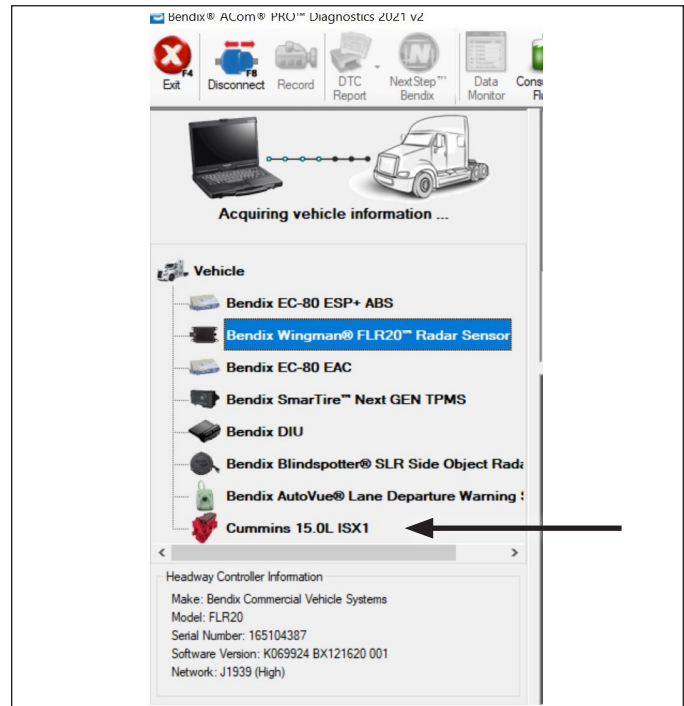 Bendix® ACom® PRO™ Diagnostics 2021 v2
F4
F8
Exit
Disconnect
Record
DTC
Report
NextStep™
Bendix
Data
Monitor
Acquiring vehicle information ...
Vehicle
Bendix EC-80 ESP+ ABS
Bendix Wingman® FLR20™ Radar Sensor
Bendix EC-80 EAC
Bendix SmarTire™ Next GEN TPMS
Bendix DIU
Bendix Blindspotter® SLR Side Object Rada
Bendix AutoVue® Lane Departure Warning
Cummins 15.0L ISX1
Headway Controller Information
Make: Bendix Commercial Vehicle Systems
Model: FLR20
Serial Number: 165104387
Software Version: K069924 BX121620 001
Network: J1939 (High)